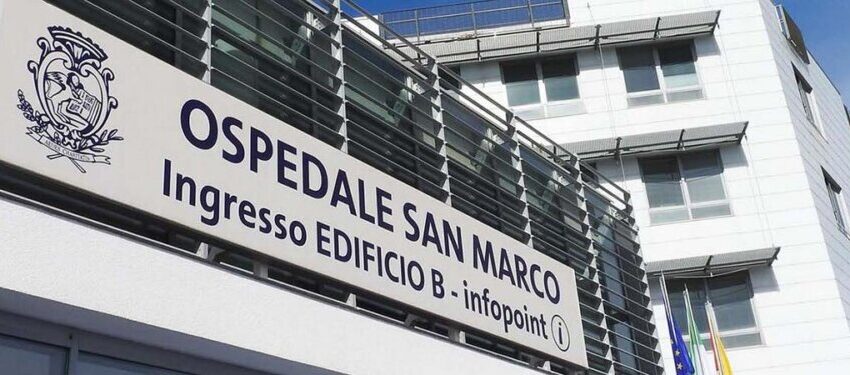 OSPEDALE SAN MARCO
Ingresso EDIFICIO B - infopoint i